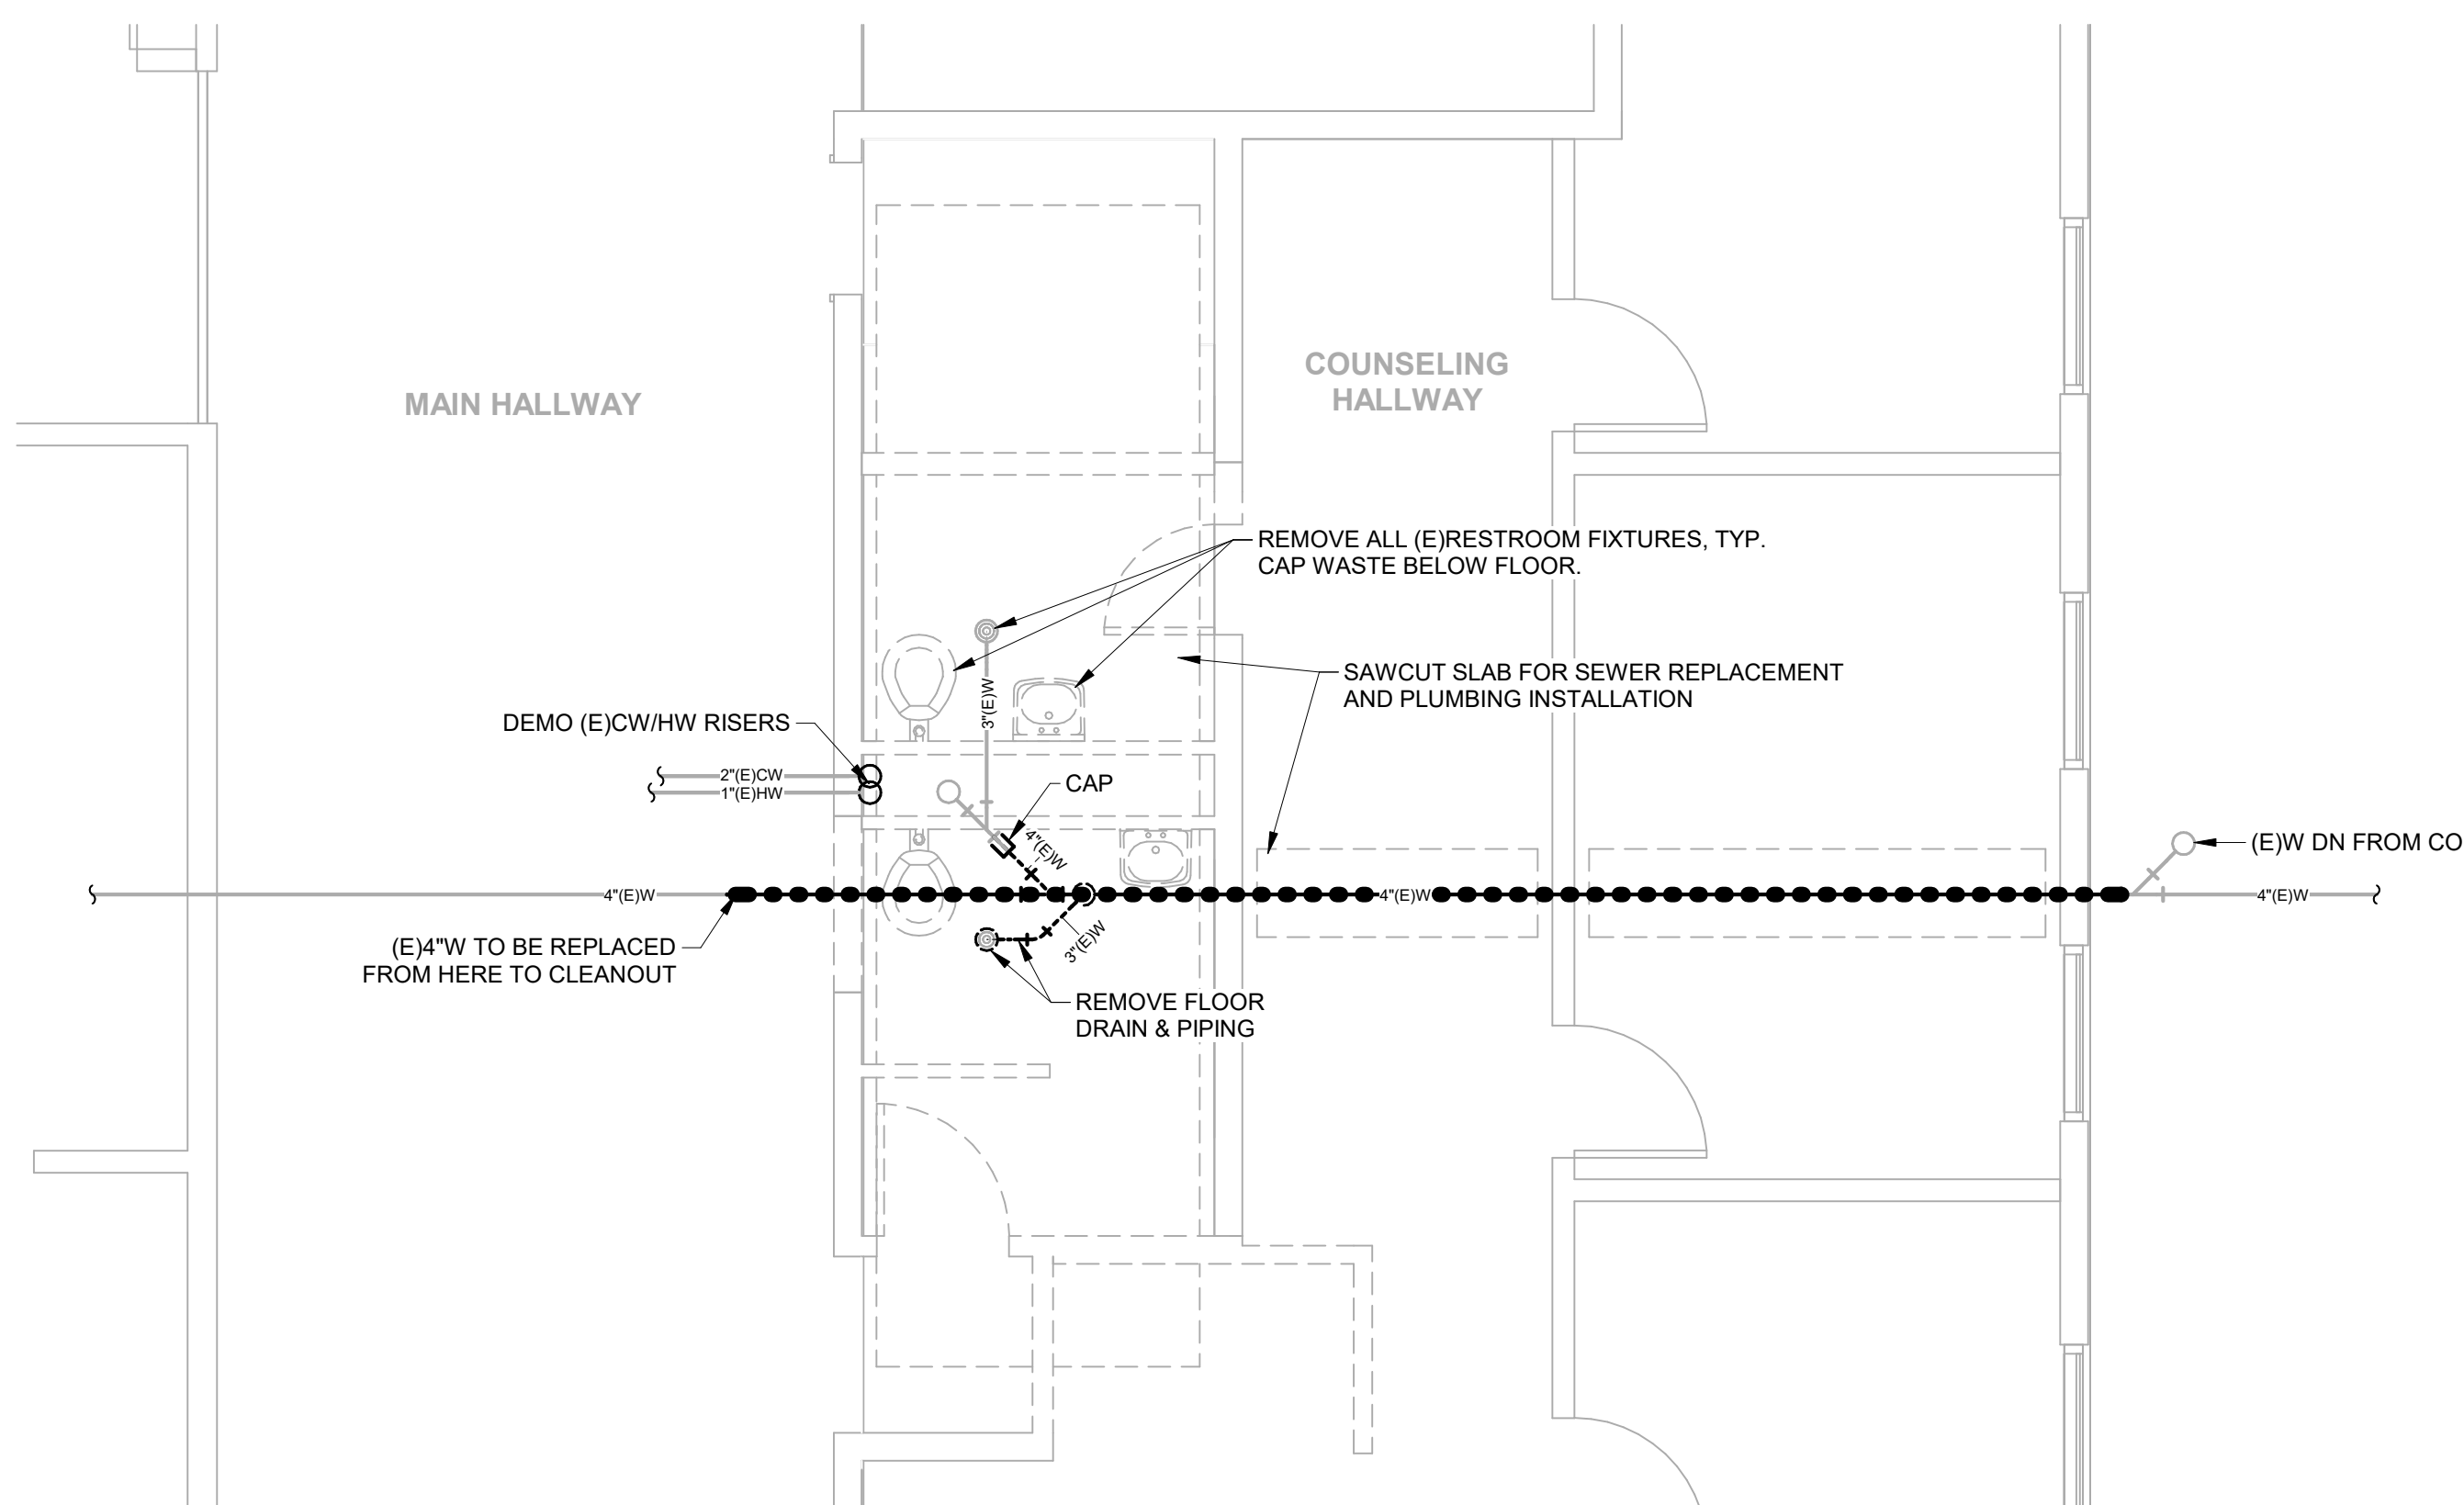 COUNSELING
HALLWAY
MAIN HALLWAY
REMOVE ALL (E)RESTROOM FIXTURES, TYP.
CAP WASTE BELOW FLOOR.
SAWCUT SLAB FOR SEWER REPLACEMENT
AND PLUMBING INSTALLATION
3"(E)W
DEMO (E)CW/HW RISERS
2"(E)CW
1"(E)HW
CAP
4"(E)W
(E)W DN FROM CO
4"(E)W
4"(E)W
4"(E)W
3"(E)W
(E)4"W TO BE REPLACED
FROM HERE TO CLEANOUT
REMOVE FLOOR
DRAIN & PIPING